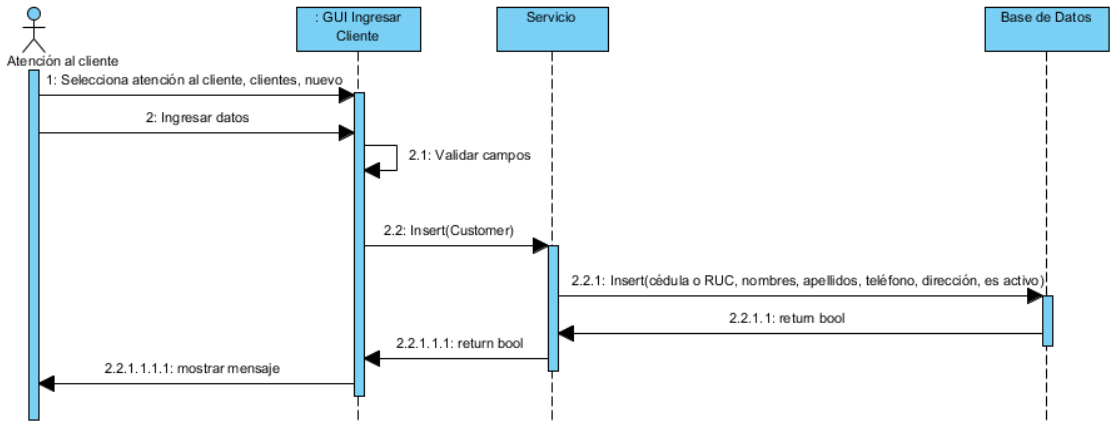 : GUI Ingresar
Cliente
Servicio
Base de Datos
Atención al cliente
1: Selecciona atención al cliente, clientes, nuevo
2: Ingresar datos
2.1: Validar campos
2.2: Insert(Customer)
2.2.1: Insert(cédula o RUC, nombres, apellidos, teléfono, dirección, es activo)
2.2.1.1: return bool
2.2.1.1.1: return bool
2.2.1.1.1.1: mostrar mensaje